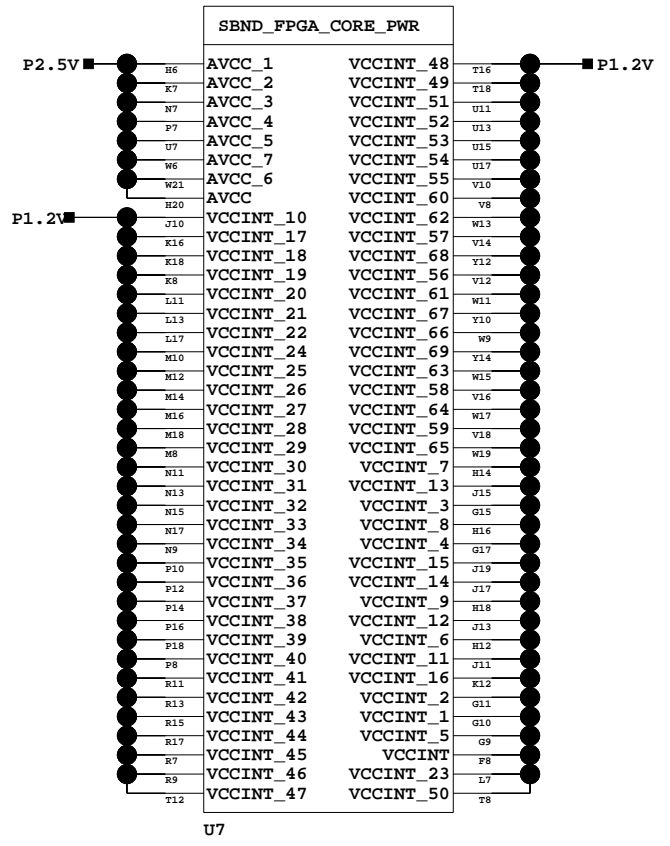 SBND_FPGA_CORE_PWR
P2.5V H6 AVCC_1 VCCINT_48 T16 P1.2V
K7 AVCC_2 VCCINT_49 T18
N7 AVCC_3 VCCINT_51 U11
P7 AVCC_4 VCCINT_52 U13
U7 AVCC_5 VCCINT_53 U15
W6 AVCC_7 VCCINT_54 U17
W21 AVCC_6 VCCINT_55 V10
H20 AVCC VCCINT_60 V8
P1.2V J10 VCCINT_10 VCCINT_62 W13
K16 VCCINT_17 VCCINT_57 V14
K18 VCCINT_18 VCCINT_68 Y12
K8 VCCINT_19 VCCINT_56 V12
L11 VCCINT_20 VCCINT_61 W11
L13 VCCINT_21 VCCINT_67 Y10
L17 VCCINT_22 VCCINT_66 W9
M10 VCCINT_24 VCCINT_69 Y14
M12 VCCINT_25 VCCINT_63 W15
M14 VCCINT_26 VCCINT_58 V16
M16 VCCINT_27 VCCINT_64 W17
M18 VCCINT_28 VCCINT_59 V18
M8 VCCINT_29 VCCINT_65 W19
N11 VCCINT_30 VCCINT_7 H14
N13 VCCINT_31 VCCINT_13 J15
N15 VCCINT_32 VCCINT_3 G15
N17 VCCINT_33 VCCINT_8 H16
N9 VCCINT_34 VCCINT_4 G17
P10 VCCINT_35 VCCINT_15 J19
P12 VCCINT_36 VCCINT_14 J17
P14 VCCINT_37 VCCINT_9 H18
P16 VCCINT_38 VCCINT_12 J13
P18 VCCINT_39 VCCINT_6 H12
P8 VCCINT_40 VCCINT_11 J11
R11 VCCINT_41 VCCINT_16 K12
R13 VCCINT_42 VCCINT_2 G11
R15 VCCINT_43 VCCINT_1 G10
R17 VCCINT_44 VCCINT_5 G9
R7 VCCINT_45 VCCINT F8
R9 VCCINT_46 VCCINT_23 L7
T12 VCCINT_47 VCCINT_50 T8
U7